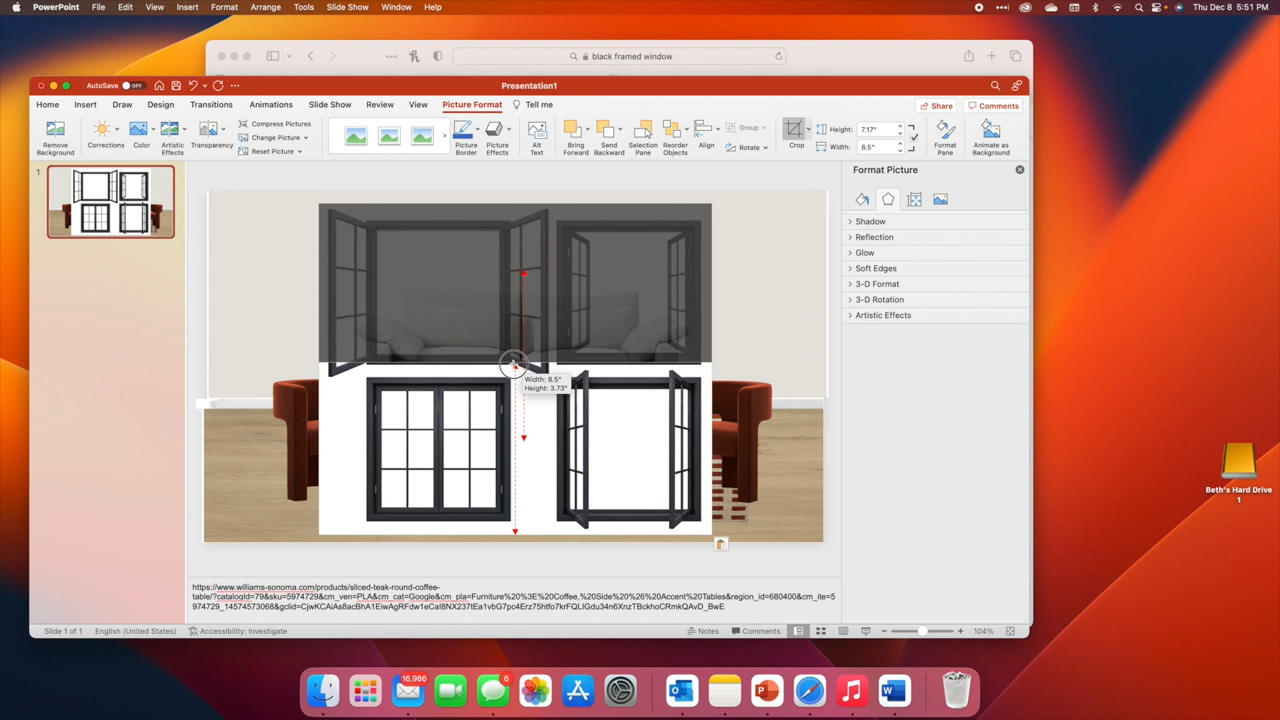 PowerPoint File Edit View Insert Format Arrange Tools Slide Show Window Help Thu Dec 8 5:51 PM
black framed window
AutoSave OFF Presentation1
Home Insert Draw Design Transitions Animations Slide Show Review View Picture Format Tell me Share Comments
Remove Background
Corrections
Color
Artistic Effects
Transparency
Compress Pictures
Change Picture
Reset Picture
Picture Border
Picture Effects
Alt Text
Bring Forward
Send Backward
Selection Pane
Reorder Objects
Align
Group
Rotate
Crop
Height: 7.17"
Width: 8.5"
Format Pane
Animate as Background
1
Format Picture
Shadow
Reflection
Glow
Soft Edges
3-D Format
3-D Rotation
Artistic Effects
Width: 8.5"
Height: 3.73"
Beth's Hard Drive
1
https://www.williams-sonoma.com/products/sliced-teak-round-coffee-
table/?catalogId=79&sku=5974729&cm_ven=PLA&cm_cat=Google&cm_pla=Furniture%20%3E%20Coffee,%20Side%20%26%20Accent%20Tables&region_id=680400&cm_ite=5
974729_14574573068&gclid=CjwKCAiAs8acBhA1EiwAgRFdw1eCaI8NX237tEa1vbG7pc4Erz75htfo7krFQLIGdu34n6XnzTBckhoCRmkQAvD_BwE
Slide 1 of 1 English (United States) Accessibility: Investigate Notes Comments 104%
16,986
6